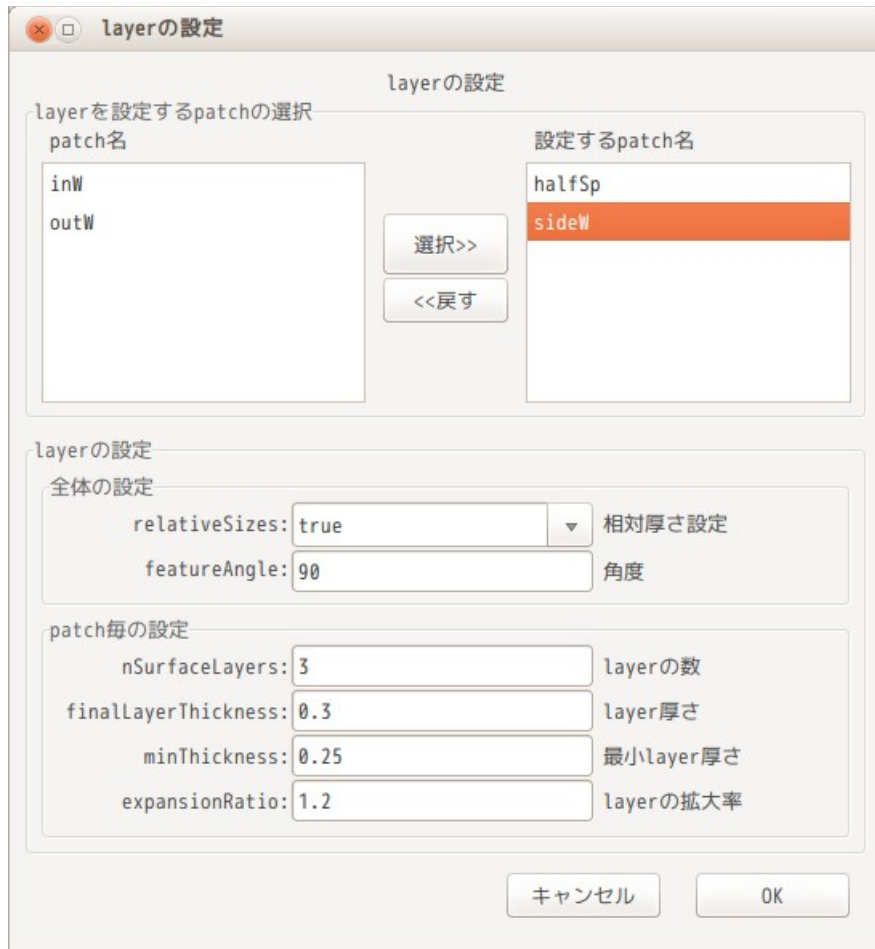 layerの設定
layerの設定
layerを設定するpatchの選択
patch名
設定するpatch名
inW
outW
選択>>
<<戻す
halfSp
sideW
layerの設定
全体の設定
relativeSizes: true 相対厚さ設定
featureAngle: 90 角度
patch毎の設定
nSurfaceLayers: 3 layerの数
finalLayerThickness: 0.3 layer厚さ
minThickness: 0.25 最小layer厚さ
expansionRatio: 1.2 layerの拡大率
キャンセル OK